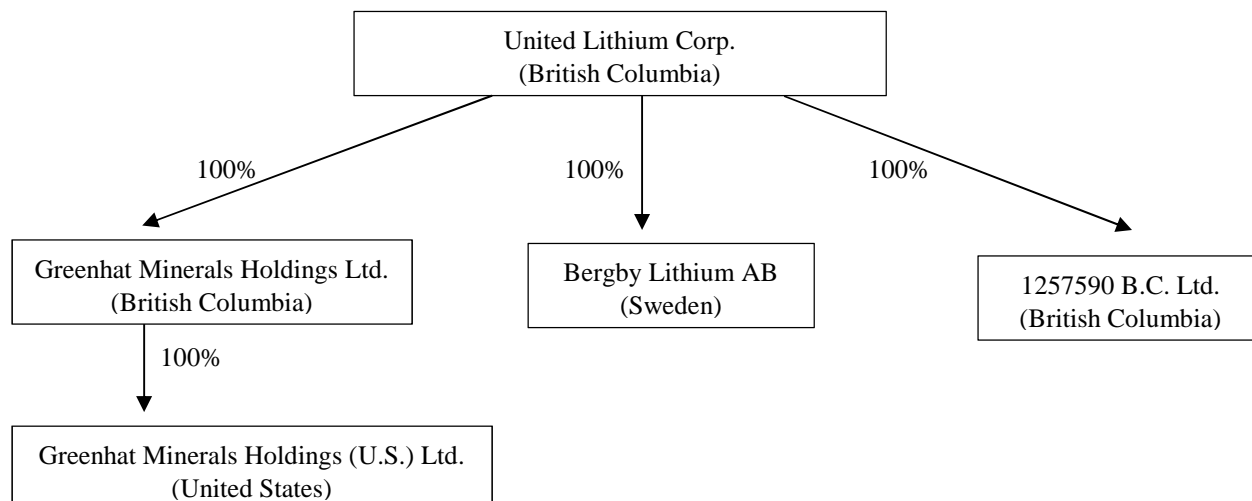 United Lithium Corp.
(British Columbia)
100%
100%
100%
Greenhat Minerals Holdings Ltd.
(British Columbia)
Bergby Lithium AB
(Sweden)
1257590 B.C. Ltd.
(British Columbia)
100%
Greenhat Minerals Holdings (U.S.) Ltd.
(United States)